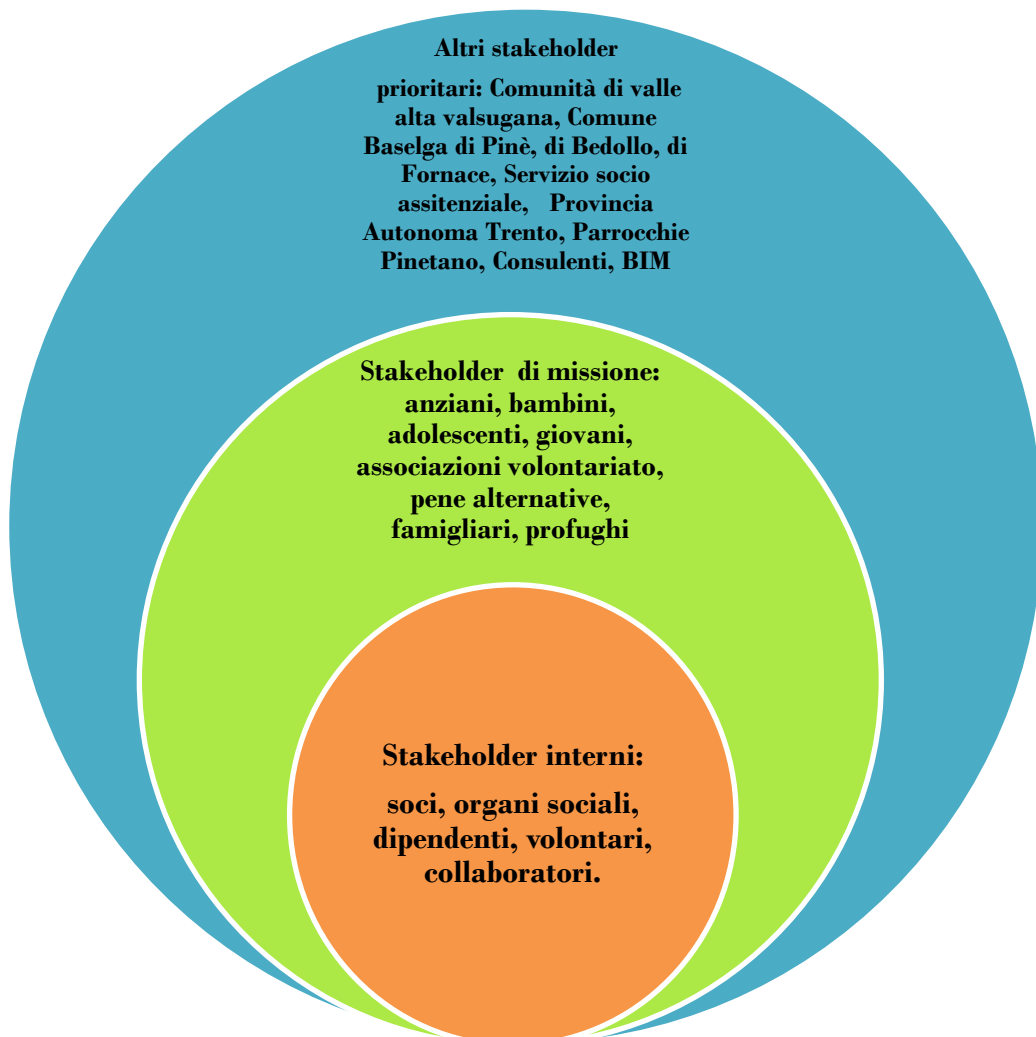 Altri stakeholder
prioritari: Comunità di valle
alta valsugana, Comune
Baselga di Pinè, di Bedollo, di
Fornace, Servizio socio
assitenziale, Provincia
Autonoma Trento, Parrocchie
Pinetano, Consulenti, BIM
Stakeholder di missione:
anziani, bambini,
adolescenti, giovani,
associazioni volontariato,
pene alternative,
famigliari, profughi
Stakeholder interni:
soci, organi sociali,
dipendenti, volontari,
collaboratori.